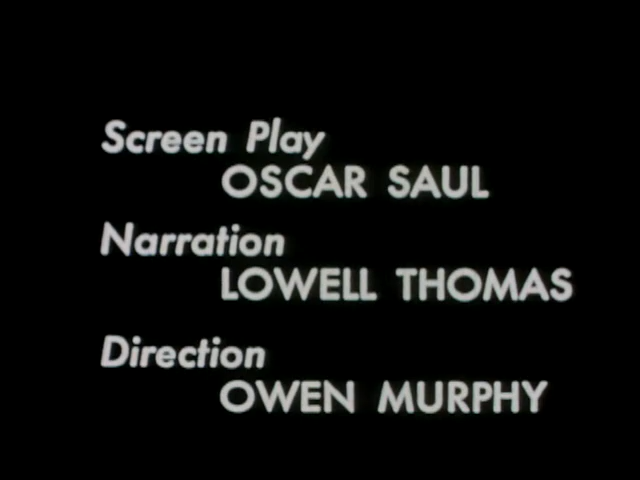 Screen Play
OSCAR SAUL
Narration
LOWELL THOMAS
Direction
OWEN MURPHY